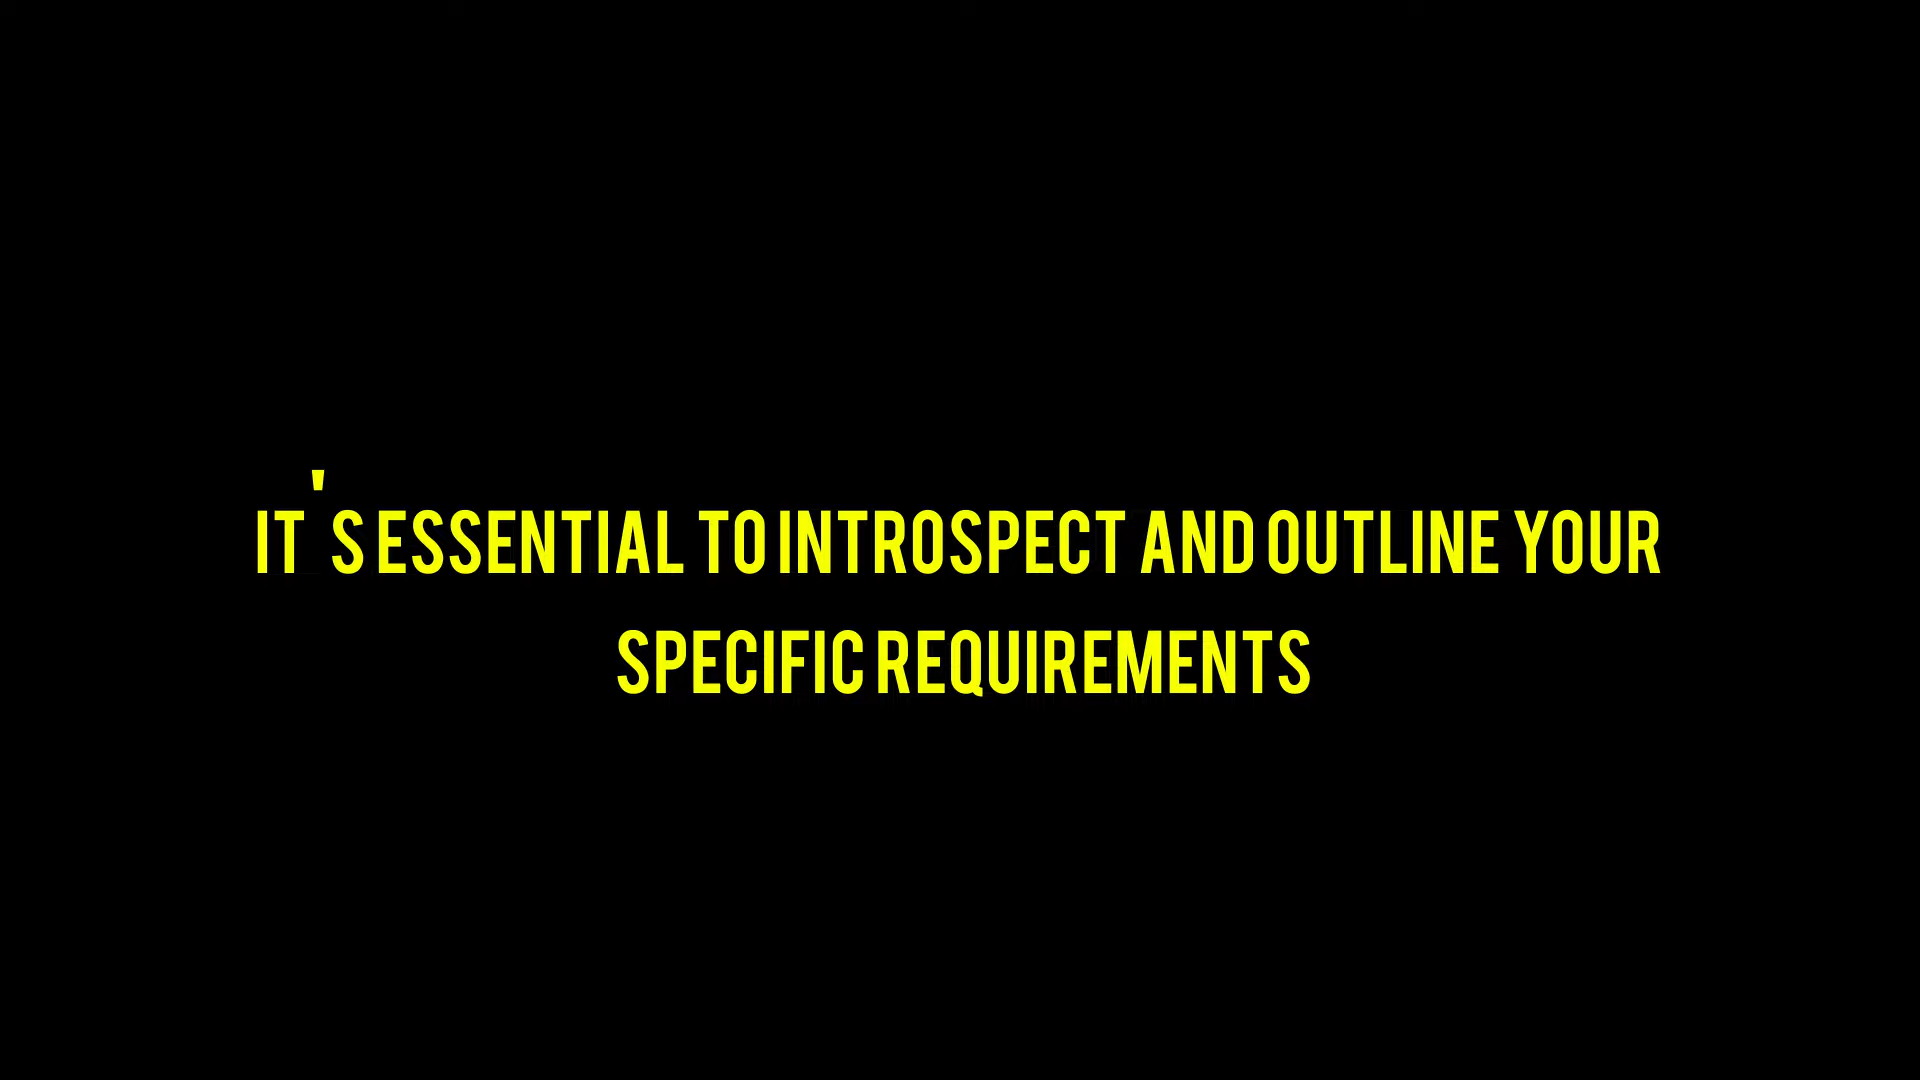 IT'S ESSENTIAL TO INTROSPECT AND OUTLINE YOUR
SPECIFIC REQUIREMENTS